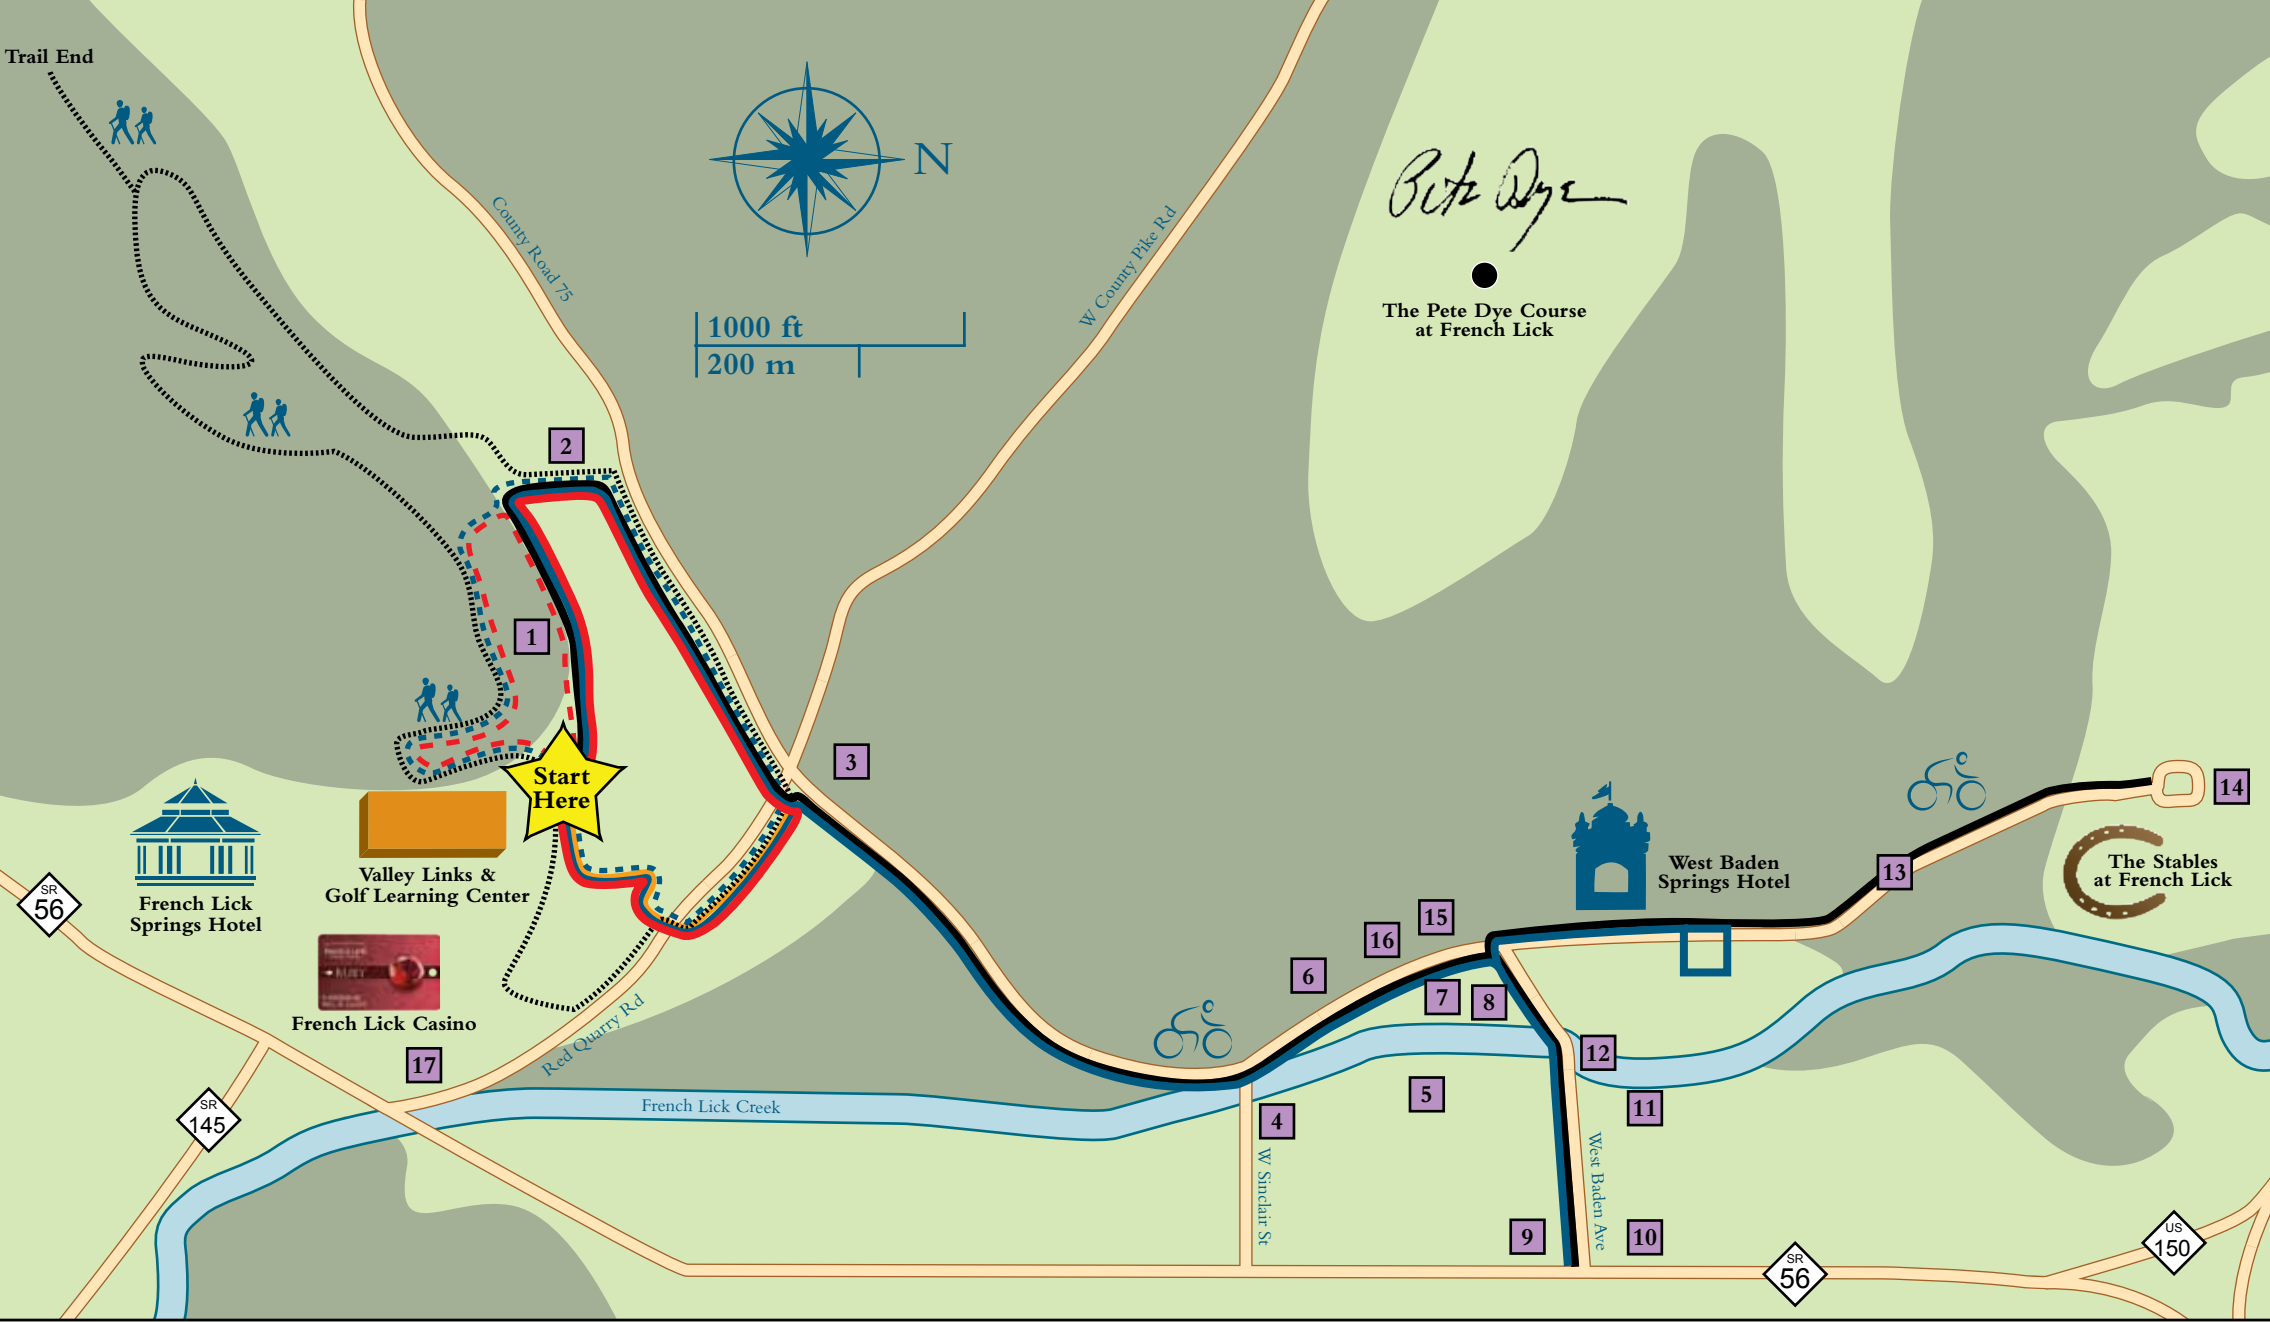 Trail End
County Road 75
N
W County Pike Rd
Pete Dye
The Pete Dye Course
at French Lick
1000 ft
200 m
2
1
3
Start
Here
Valley Links &
Golf Learning Center
French Lick
Springs Hotel
SR
56
French Lick Casino
17
Red Quarry Rd
SR
145
French Lick Creek
West Baden
Springs Hotel
13
14
The Stables
at French Lick
15
16
6
7
8
12
5
11
4
W Sinclair St
West Baden Ave
9
10
SR
56
US
150